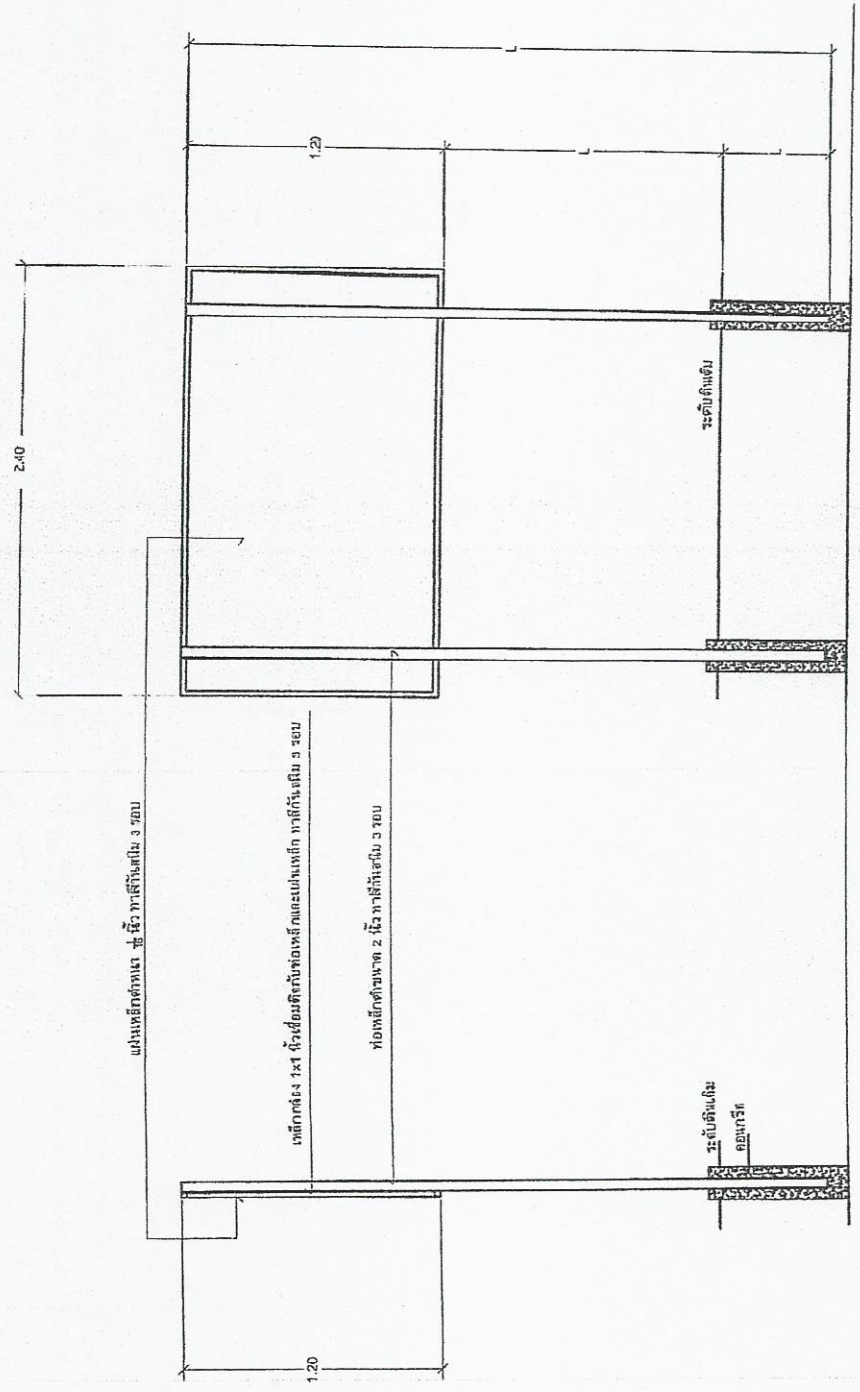 2.40
1.20
L
L
L
แผ่นเหล็กดำหนา 1/16 นิ้ว ทาสีกันสนิม 3 รอบ
เหล็กกล่อง 1x1 นิ้วเชื่อมติดกับท่อเหล็กและแผ่นเหล็ก ทาสีกันสนิม 3 รอบ
ท่อเหล็กดำขนาด 2 นิ้ว ทาสีกันสนิม 3 รอบ
ระดับดินเดิม
ระดับดินเดิม
คอนกรีต
1.20